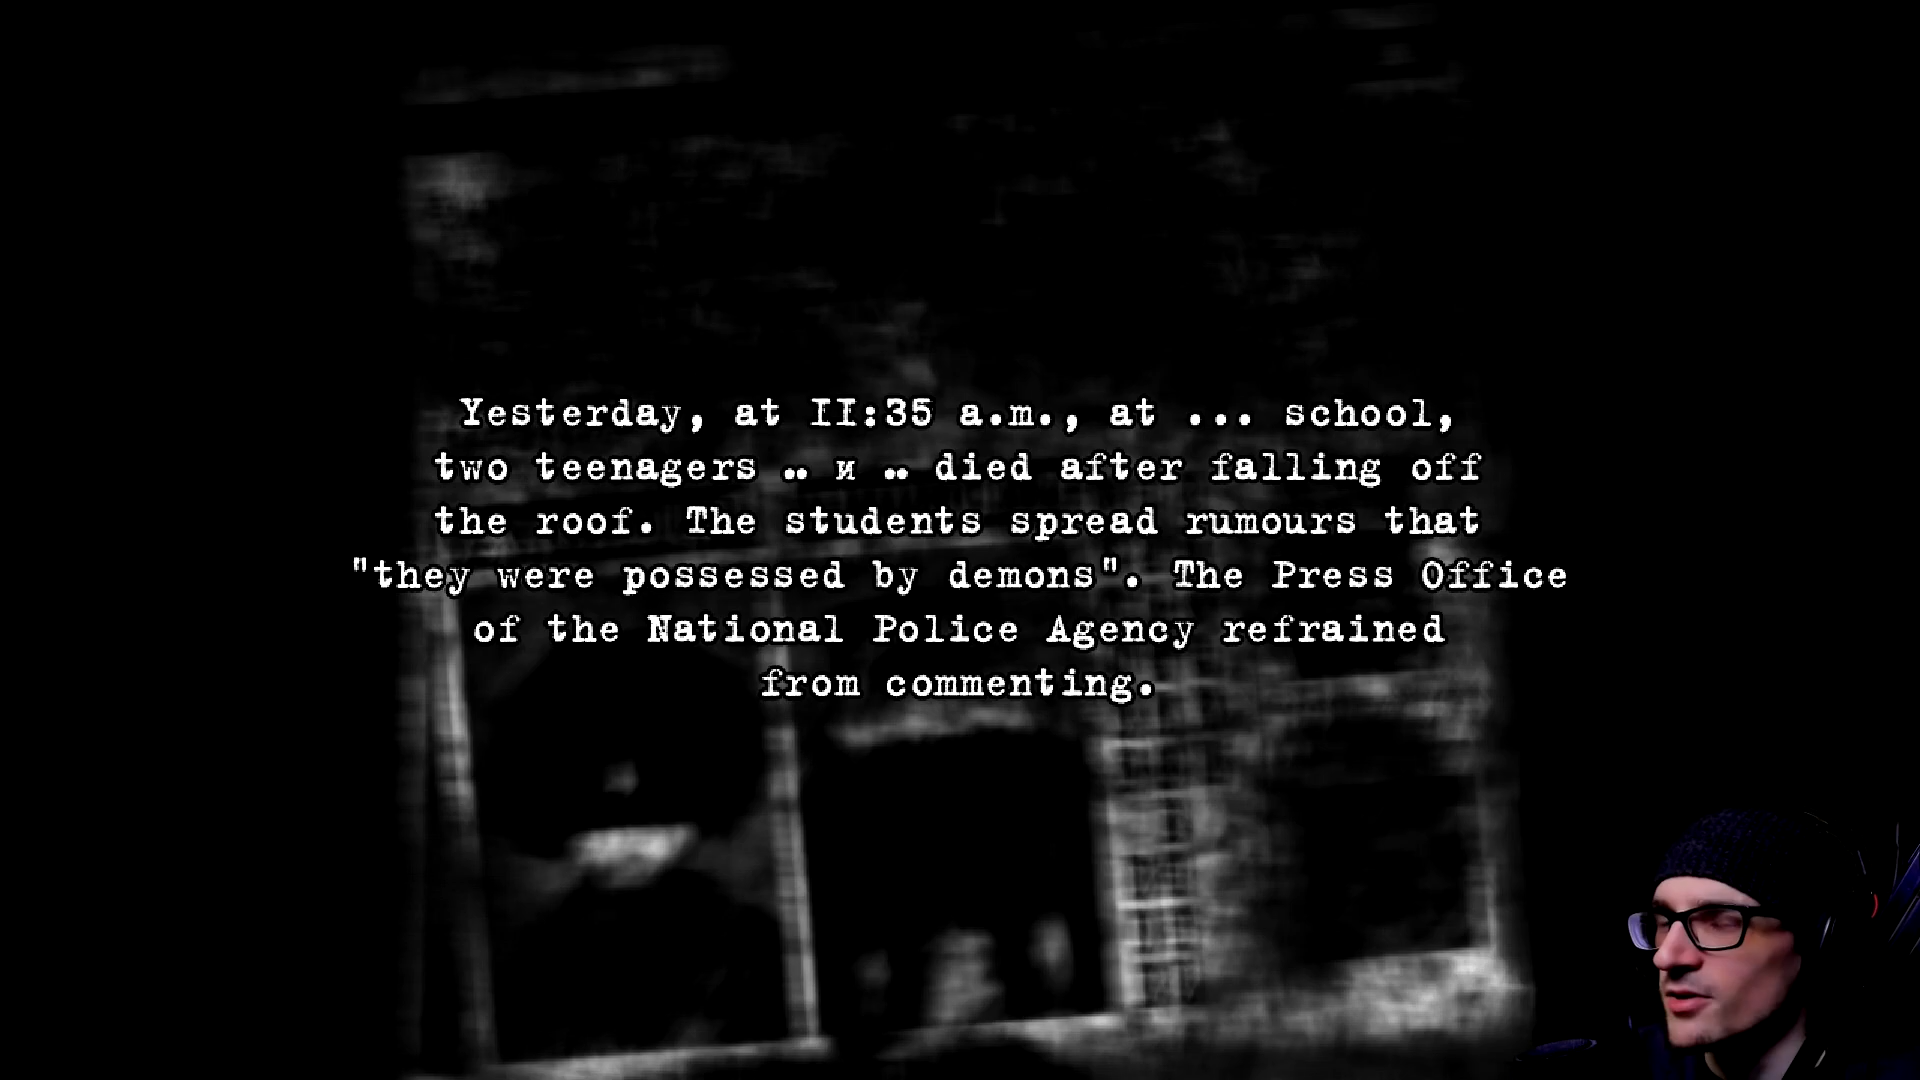 Yesterday, at II:35 a.m., at ... school,
two teenagers .. и .. died after falling off
the roof. The students spread rumours that
"they were possessed by demons". The Press Office
of the National Police Agency refrained
from commenting.